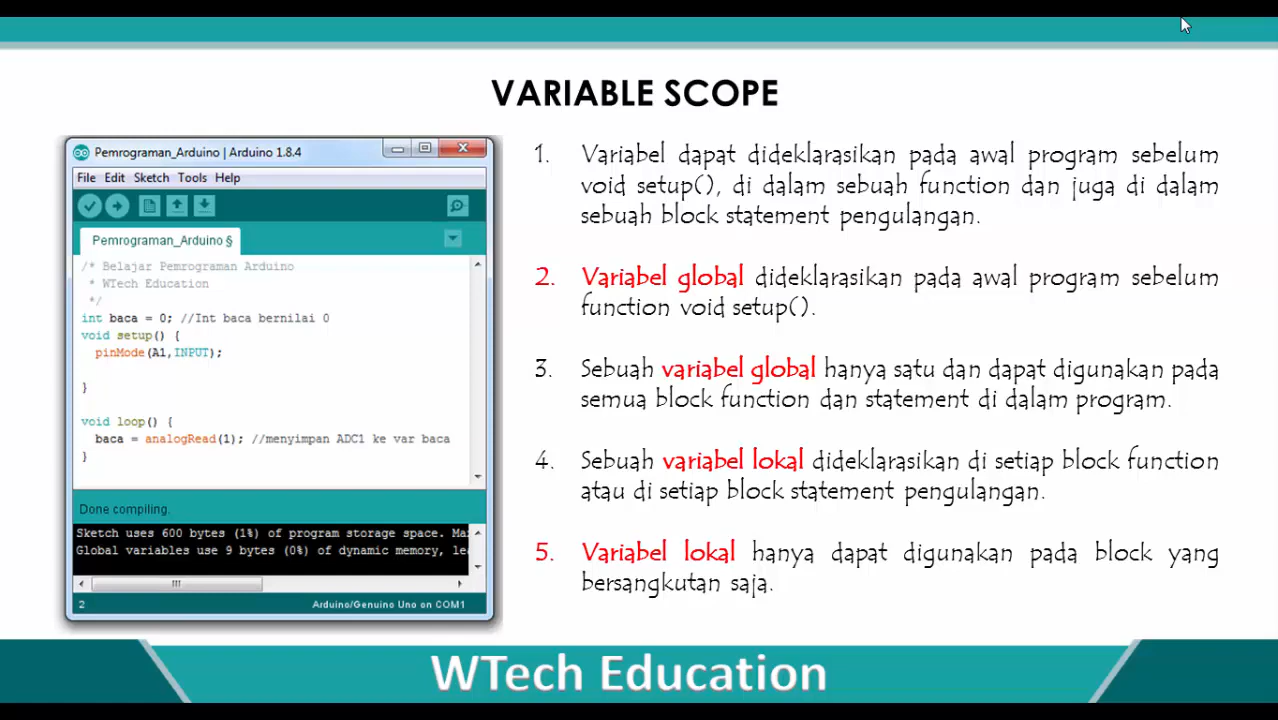 VARIABLE SCOPE
Pemrograman_Arduino | Arduino 1.8.4
File Edit Sketch Tools Help
Pemrograman_Arduino §
/* Belajar Pemrograman Arduino
* WTech Education
*/
int baca = 0; //Int baca bernilai 0
void setup() {
pinMode(A1,INPUT);
}
void loop() {
baca = analogRead(1); //menyimpan ADC1 ke var baca
}
Done compiling.
Sketch uses 600 bytes (1%) of program storage space. Ma
Global variables use 9 bytes (0%) of dynamic memory, le
2 Arduino/Genuino Uno on COM1
1. Variabel dapat dideklarasikan pada awal program sebelum
void setup(), di dalam sebuah function dan juga di dalam
sebuah block statement pengulangan.
2. Variabel global dideklarasikan pada awal program sebelum
function void setup().
3. Sebuah variabel global hanya satu dan dapat digunakan pada
semua block function dan statement di dalam program.
4. Sebuah variabel lokal dideklarasikan di setiap block function
atau di setiap block statement pengulangan.
5. Variabel lokal hanya dapat digunakan pada block yang
bersangkutan saja.
WTech Education